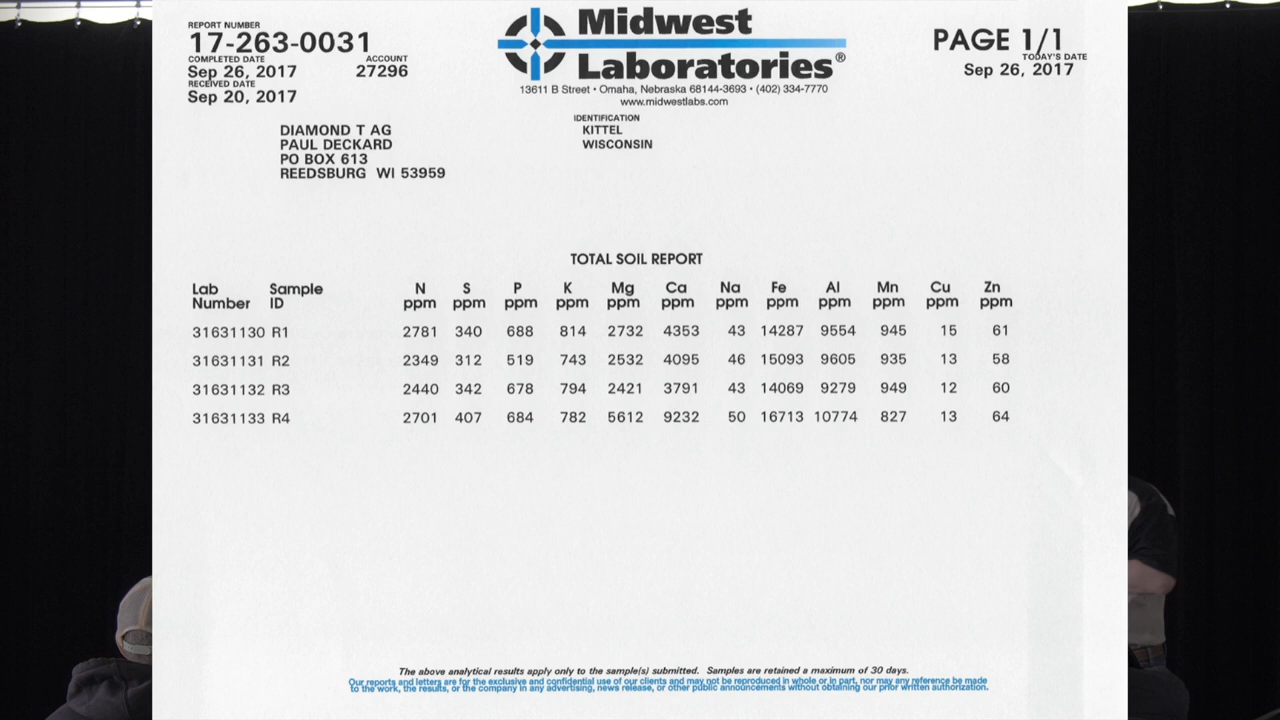 REPORT NUMBER
17-263-0031
COMPLETED DATE ACCOUNT
Sep 26, 2017 27296
RECEIVED DATE
Sep 20, 2017
Midwest
Laboratories®
13611 B Street • Omaha, Nebraska 68144-3693 • (402) 334-7770
www.midwestlabs.com
PAGE 1/1
TODAY'S DATE
Sep 26, 2017
DIAMOND T AG
PAUL DECKARD
PO BOX 613
REEDSBURG WI 53959
IDENTIFICATION
KITTEL
WISCONSIN
TOTAL SOIL REPORT
Lab Sample N S P K Mg Ca Na Fe Al Mn Cu Zn
Number ID ppm ppm ppm ppm ppm ppm ppm ppm ppm ppm ppm ppm
31631130 R1 2781 340 688 814 2732 4353 43 14287 9554 945 15 61
31631131 R2 2349 312 519 743 2532 4095 46 15093 9605 935 13 58
31631132 R3 2440 342 678 794 2421 3791 43 14069 9279 949 12 60
31631133 R4 2701 407 684 782 5612 9232 50 16713 10774 827 13 64
The above analytical results apply only to the sample(s) submitted. Samples are retained a maximum of 30 days.
Our reports and letters are for the exclusive and confidential use of our clients and may not be reproduced in whole or in part, nor may any reference be made
to the work, the results, or the company in any advertising, news release, or other public announcements without obtaining our prior written authorization.